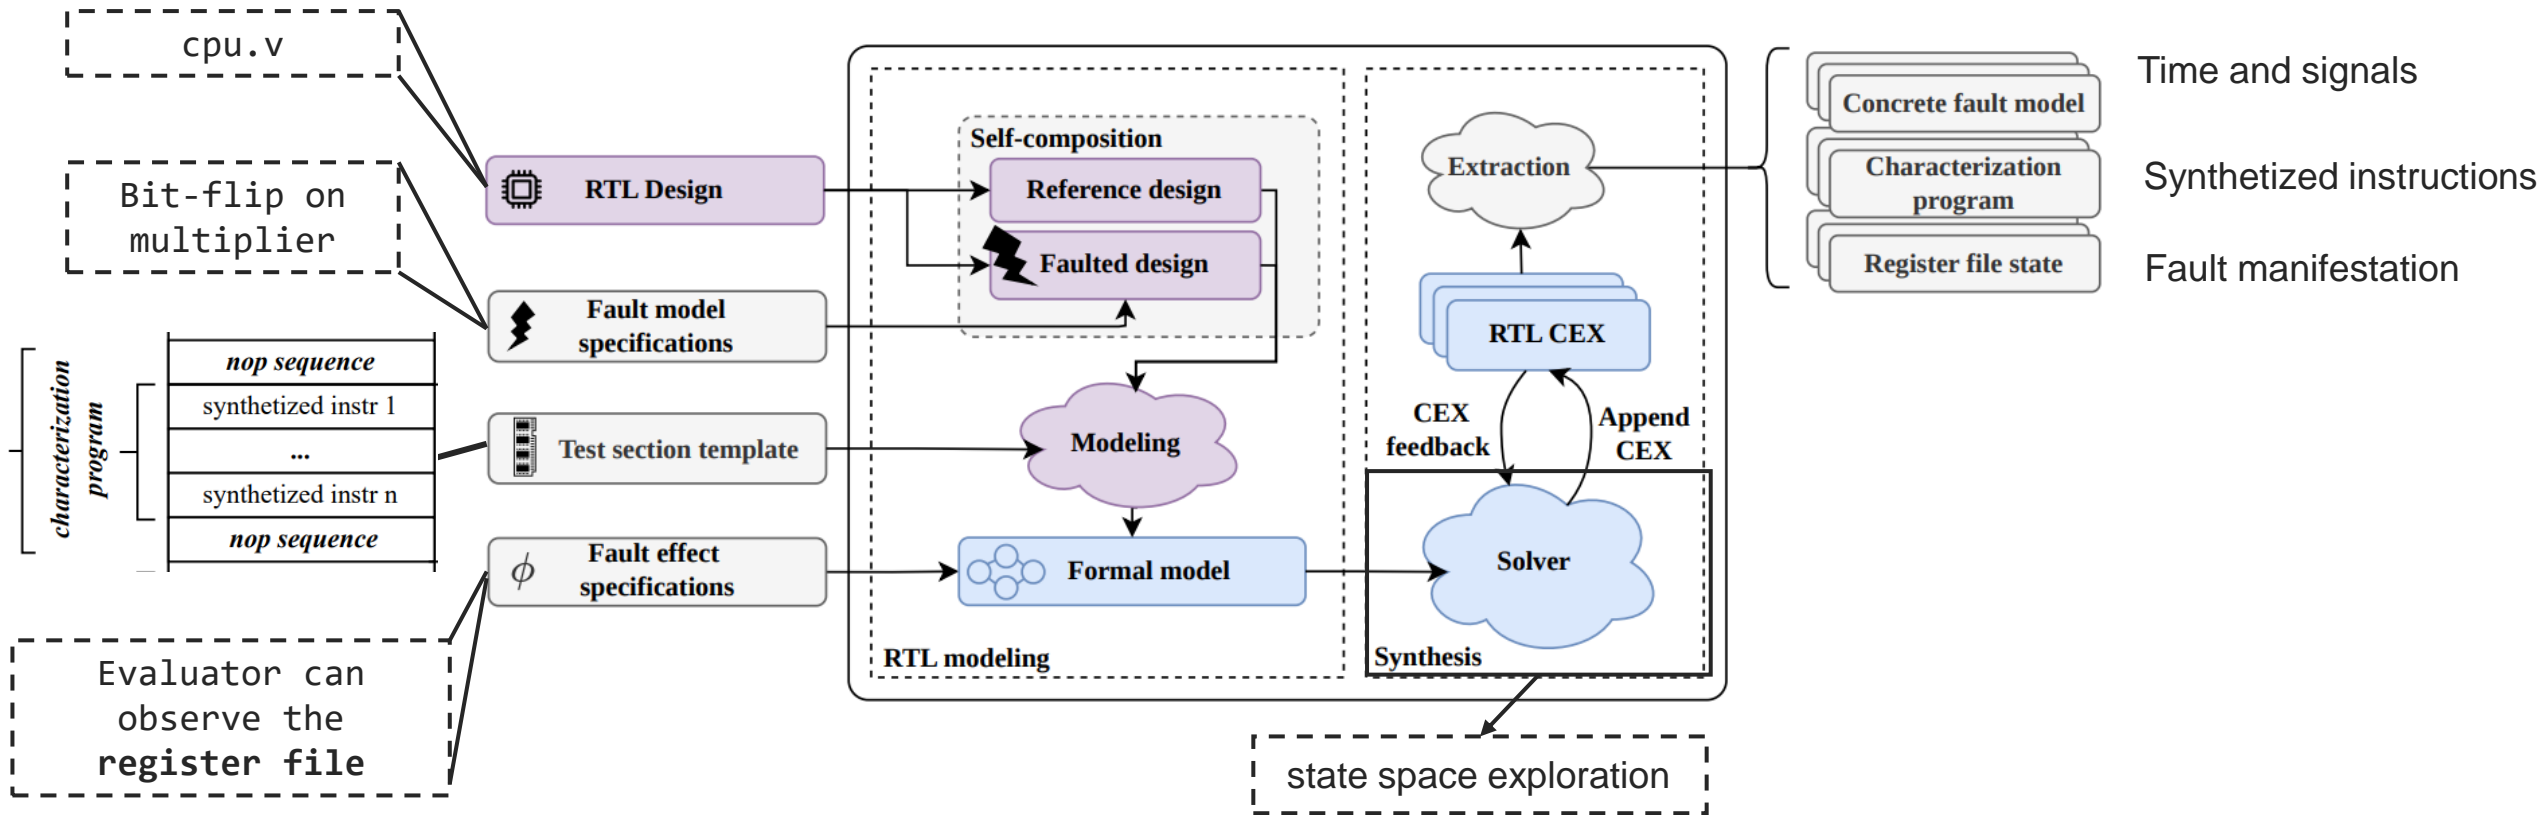 cpu.v
Bit-flip on
multiplier
characterization
program
nop sequence
synthetized instr 1
...
synthetized instr n
nop sequence
Evaluator can
observe the
register file
RTL Design
Fault model
specifications
Test section template
ϕ
Fault effect
specifications
Self-composition
Reference design
Faulted design
Modeling
Formal model
RTL modeling
Extraction
RTL CEX
CEX
feedback
Append
CEX
Solver
Synthesis
state space exploration
Concrete fault model
Time and signals
Characterization
program
Synthetized instructions
Register file state
Fault manifestation